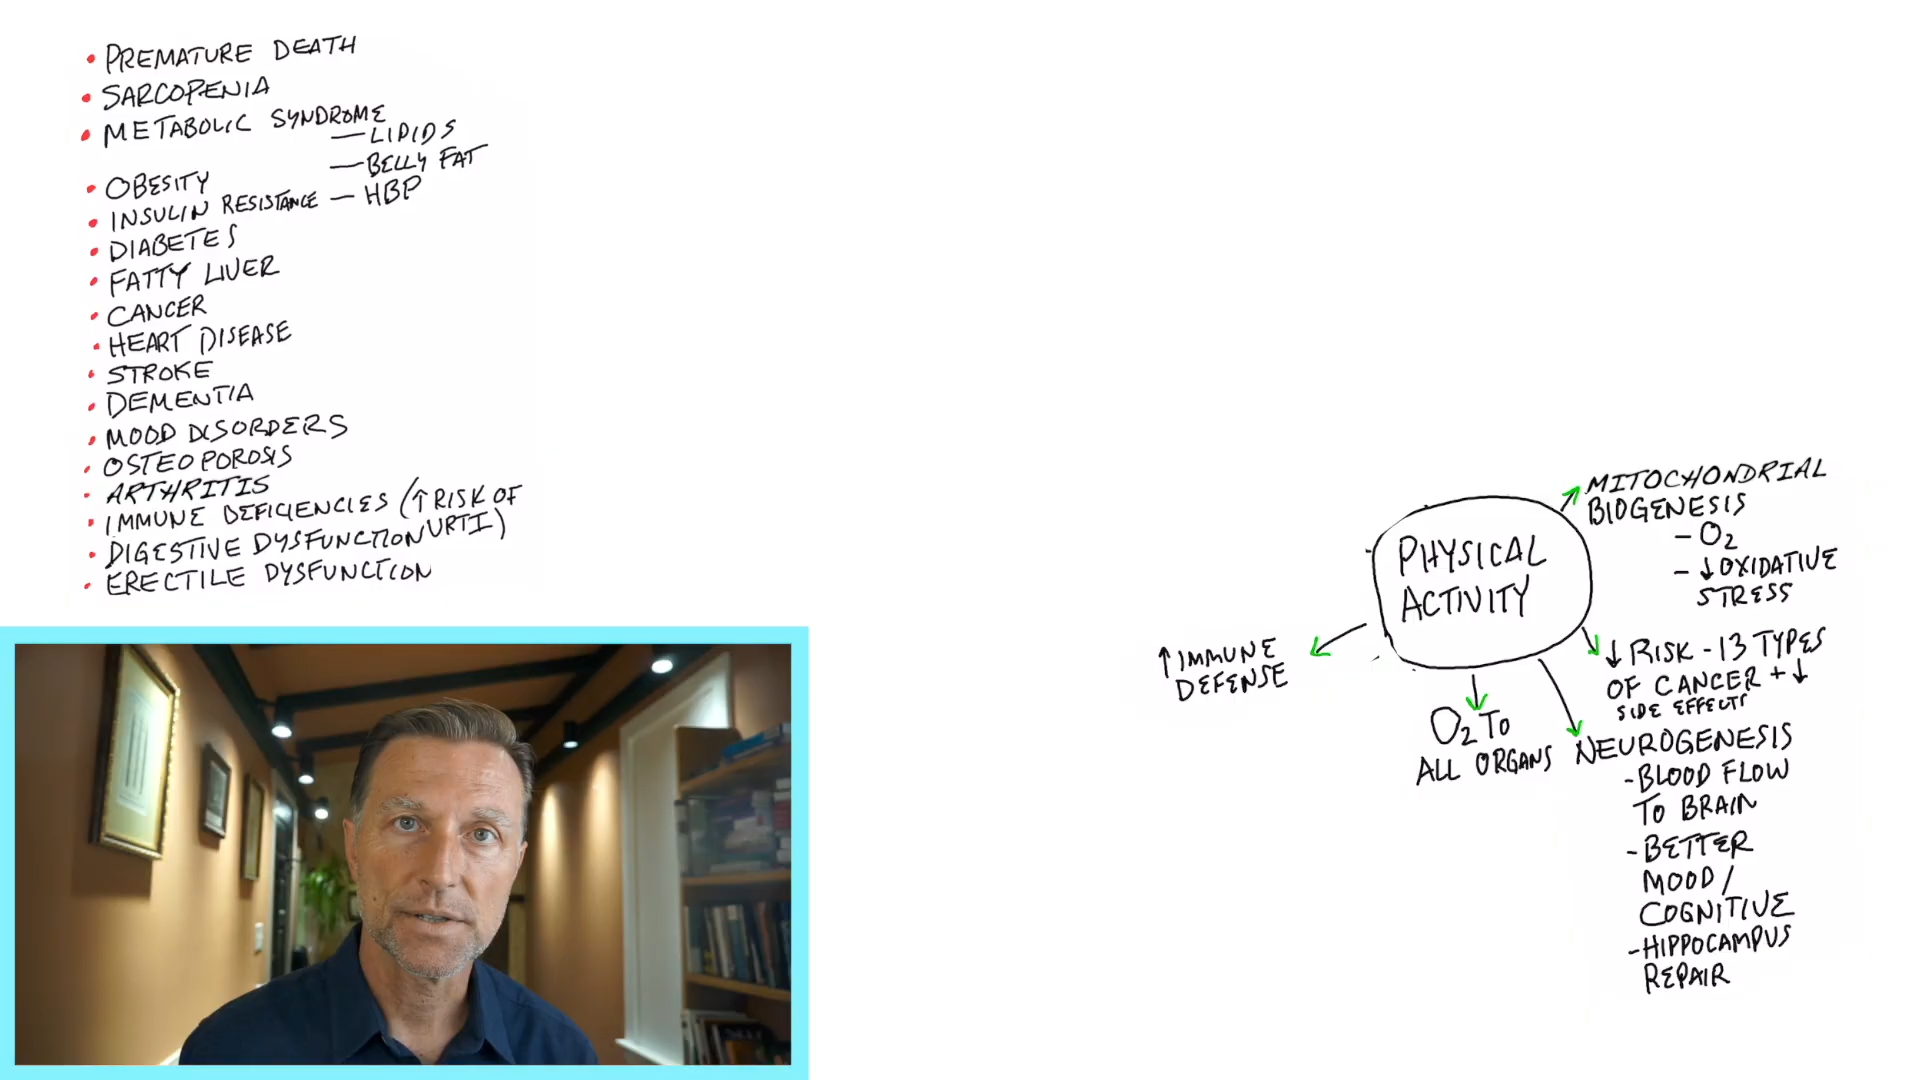 • PREMATURE DEATH
• SARCOPENIA
• METABOLIC SYNDROME
— LIPIDS
— BELLY FAT
— HBP
• OBESITY
• INSULIN RESISTANCE
• DIABETES
• FATTY LIVER
• CANCER
• HEART DISEASE
• STROKE
• DEMENTIA
• MOOD DISORDERS
• OSTEOPOROSIS
• ARTHRITIS
• IMMUNE DEFICIENCIES (↑ RISK OF
URTI)
• DIGESTIVE DYSFUNCTION
• ERECTILE DYSFUNCTION
PHYSICAL
ACTIVITY
MITOCHONDRIAL
BIOGENESIS
- O2
- ↓ OXIDATIVE
STRESS
↓ RISK - 13 TYPES
OF CANCER + ↓
SIDE EFFECTS
NEUROGENESIS
- BLOOD FLOW
TO BRAIN
- BETTER
MOOD /
COGNITIVE
- HIPPOCAMPUS
REPAIR
O2 TO
ALL ORGANS
↑ IMMUNE
DEFENSE